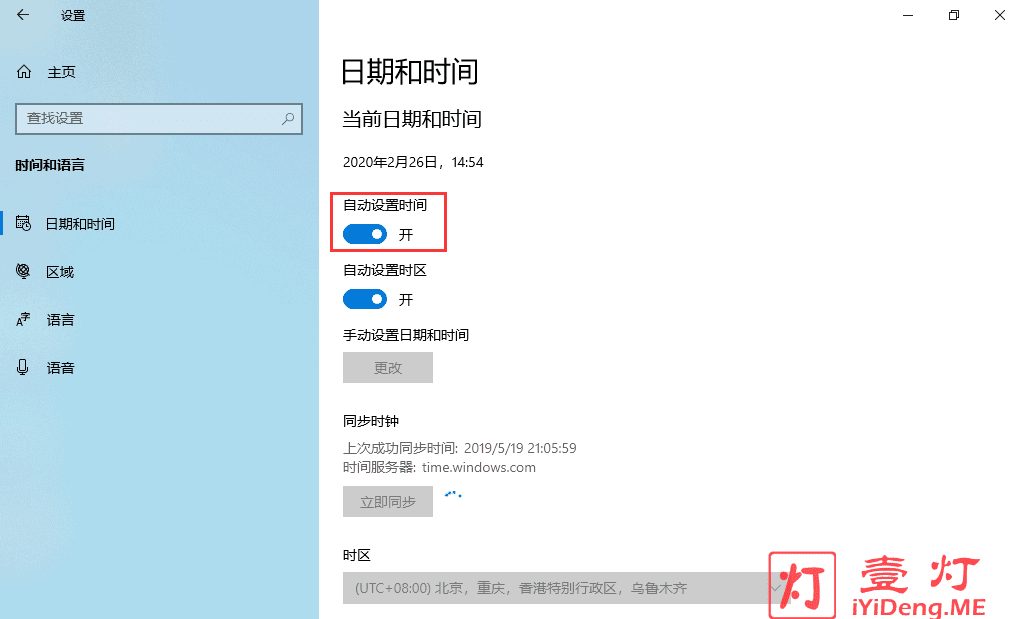 设置
主页
查找设置
时间和语言
日期和时间
区域
语言
语音
日期和时间
当前日期和时间
2020年2月26日，14:54
自动设置时间
开
自动设置时区
开
手动设置日期和时间
更改
同步时钟
上次成功同步时间: 2019/5/19 21:05:59
时间服务器: time.windows.com
立即同步
时区
(UTC+08:00) 北京，重庆，香港特别行政区，乌鲁木齐
灯
壹灯
iYiDeng.ME